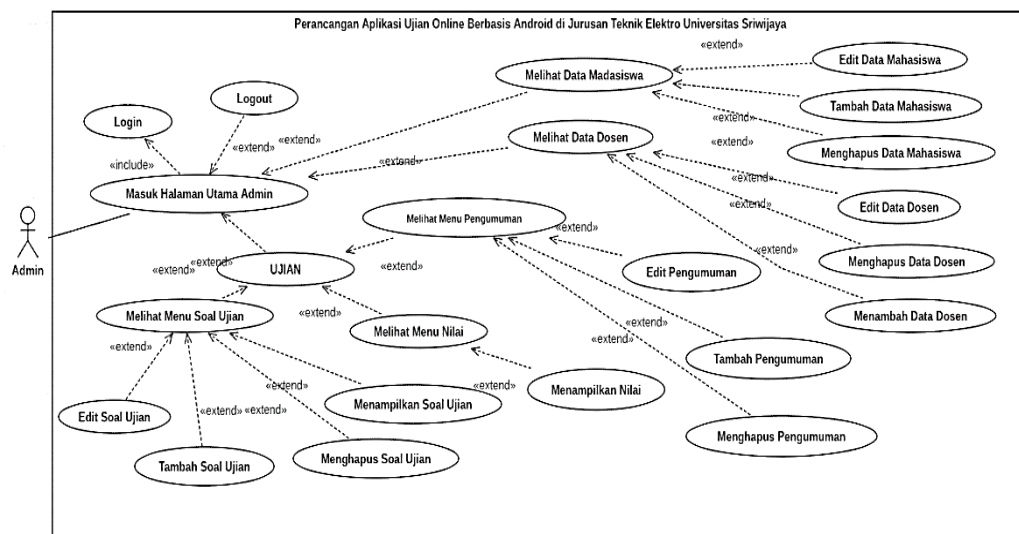 Perancangan Aplikasi Ujian Online Berbasis Android di Jurusan Teknik Elektro Universitas Sriwijaya
«extend»
Edit Data Mahasiswa
Melihat Data Madasiswa
Logout
Tambah Data Mahasiswa
Login
«extend»
Melihat Data Dosen
«extend»
«extend»
«extend»
«extend»
Menghapus Data Mahasiswa
«include»
«extend»
Masuk Halaman Utama Admin
«extend»
Edit Data Dosen
Melihat Menu Pengumuman
«extend»
«extend»
Admin
«extend»
«extend»
UJIAN
«extend»
Edit Pengumuman
«extend»
Menghapus Data Dosen
Melihat Menu Soal Ujian
«extend»
Menambah Data Dosen
Melihat Menu Nilai
«extend»
«extend»
«extend»
«extend»
Tambah Pengumuman
«extend»
«extend»
Menampilkan Nilai
Edit Soal Ujian
«extend»
«extend»
Menampilkan Soal Ujian
Menghapus Pengumuman
Tambah Soal Ujian
Menghapus Soal Ujian